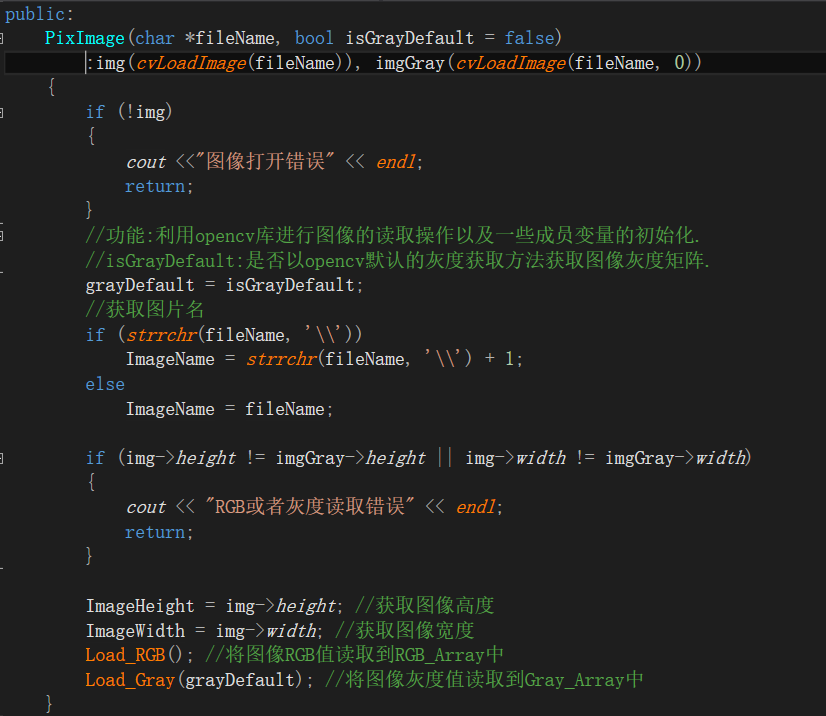 public:
PixImage(char *fileName, bool isGrayDefault = false)
:img(cvLoadImage(fileName)), imgGray(cvLoadImage(fileName, 0))
{
if (!img)
{
cout <<"图像打开错误" << endl;
return;
}
//功能:利用opencv库进行图像的读取操作以及一些成员变量的初始化.
//isGrayDefault:是否以opencv默认的灰度获取方法获取图像灰度矩阵.
grayDefault = isGrayDefault;
//获取图片名
if (strrchr(fileName, '\\'))
ImageName = strrchr(fileName, '\\') + 1;
else
ImageName = fileName;
if (img->height != imgGray->height || img->width != imgGray->width)
{
cout << "RGB或者灰度读取错误" << endl;
return;
}
ImageHeight = img->height; //获取图像高度
ImageWidth = img->width; //获取图像宽度
Load_RGB(); //将图像RGB值读取到RGB_Array中
Load_Gray(grayDefault); //将图像灰度值读取到Gray_Array中
}